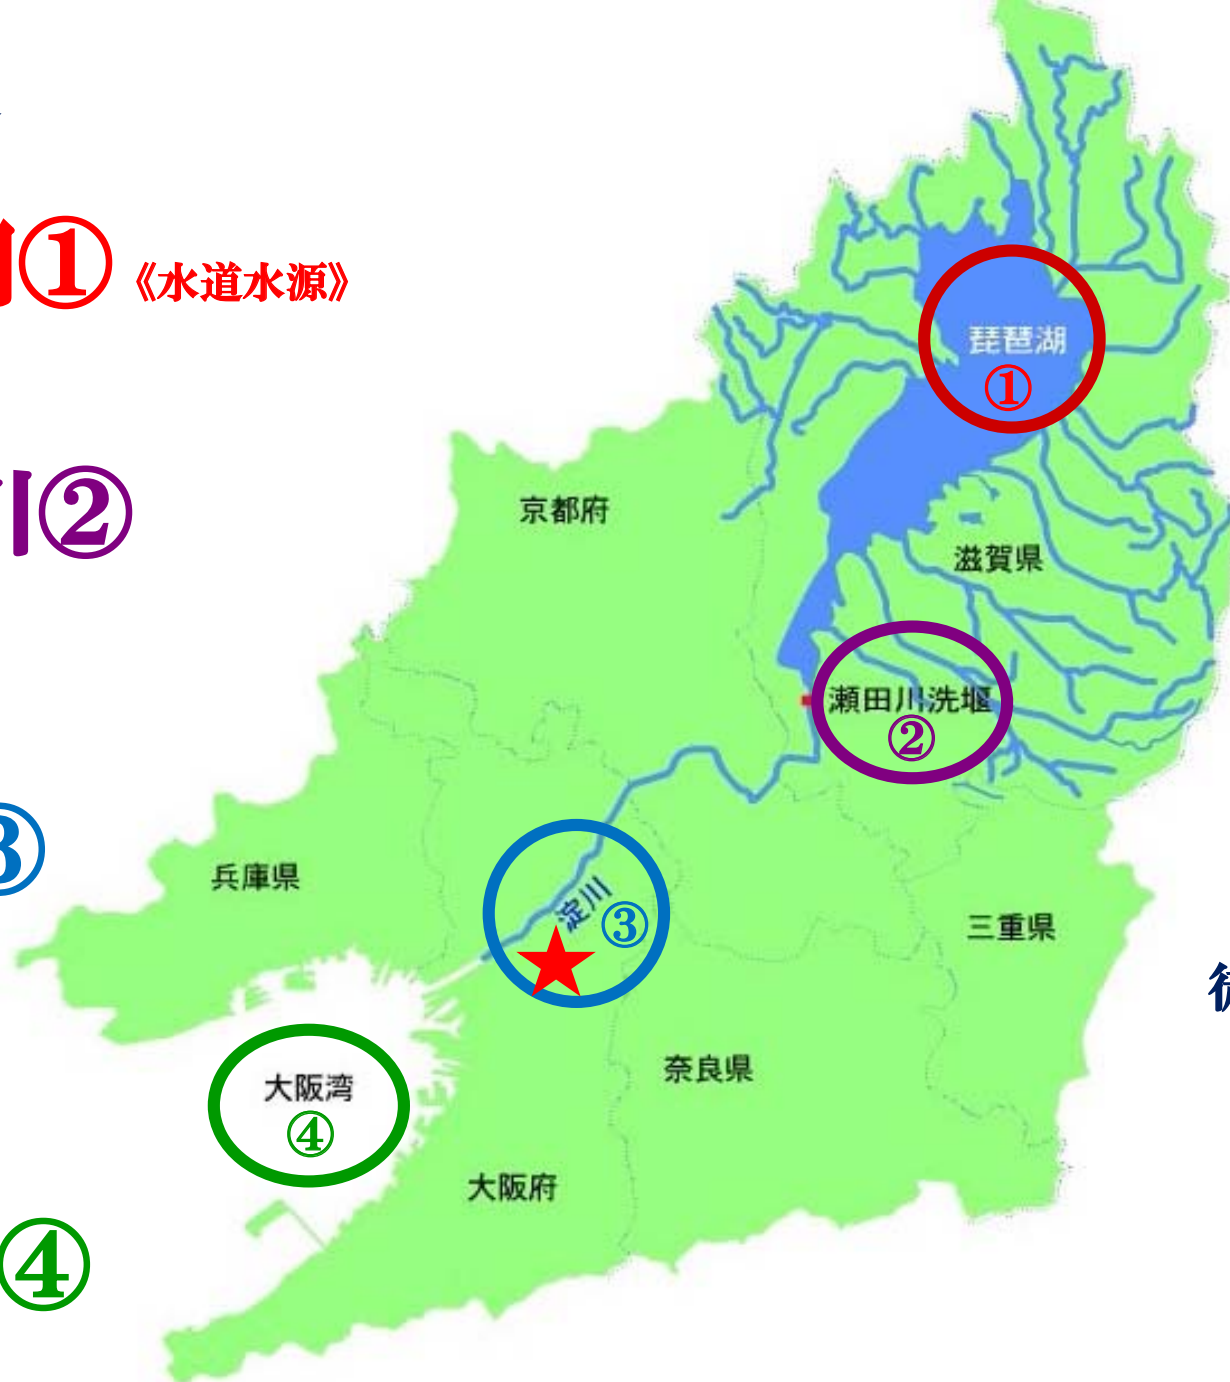 ① 《水道水源》
②
③
④
琵琶湖
①
京都府
滋賀県
瀬田川洗堰
②
兵庫県
淀川
③
三重県
大阪湾
④
奈良県
大阪府